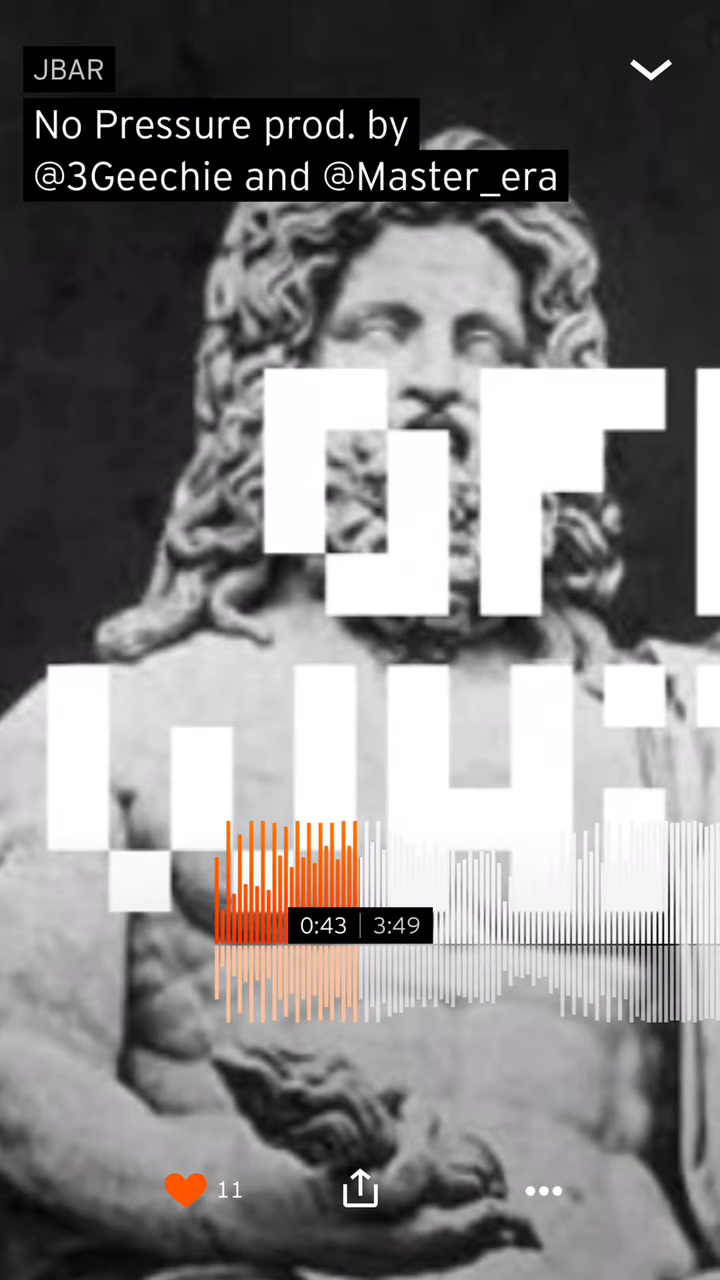 JBAR
No Pressure prod. by
@3Geechie and @Master_era
0:43 | 3:49
11